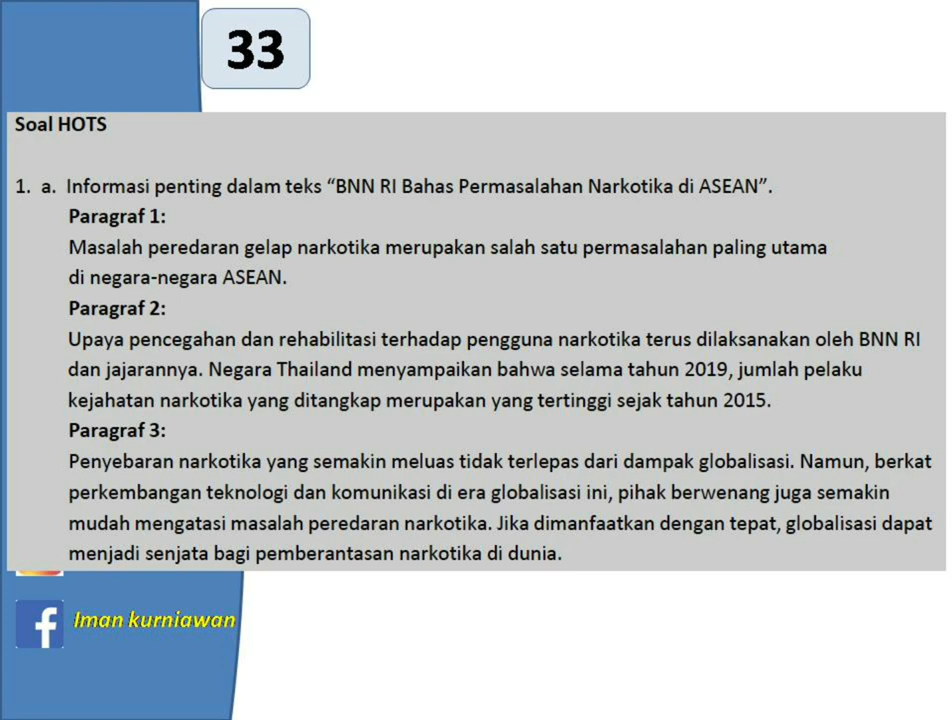 33
Soal HOTS
1. a. Informasi penting dalam teks “BNN RI Bahas Permasalahan Narkotika di ASEAN”.
Paragraf 1:
Masalah peredaran gelap narkotika merupakan salah satu permasalahan paling utama
di negara-negara ASEAN.
Paragraf 2:
Upaya pencegahan dan rehabilitasi terhadap pengguna narkotika terus dilaksanakan oleh BNN RI
dan jajarannya. Negara Thailand menyampaikan bahwa selama tahun 2019, jumlah pelaku
kejahatan narkotika yang ditangkap merupakan yang tertinggi sejak tahun 2015.
Paragraf 3:
Penyebaran narkotika yang semakin meluas tidak terlepas dari dampak globalisasi. Namun, berkat
perkembangan teknologi dan komunikasi di era globalisasi ini, pihak berwenang juga semakin
mudah mengatasi masalah peredaran narkotika. Jika dimanfaatkan dengan tepat, globalisasi dapat
menjadi senjata bagi pemberantasan narkotika di dunia.
Iman kurniawan